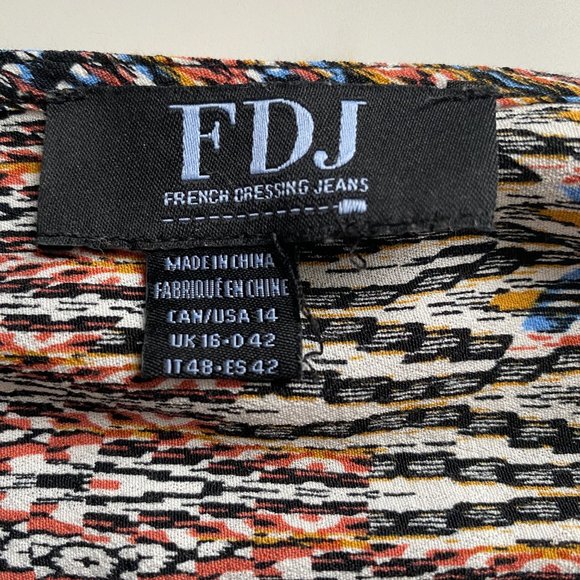 FDJ
FRENCH DRESSING JEANS
MADE IN CHINA
FABRIQUÉ EN CHINE
CAN/USA 14
UK 16-D 42
IT 48-ES 42